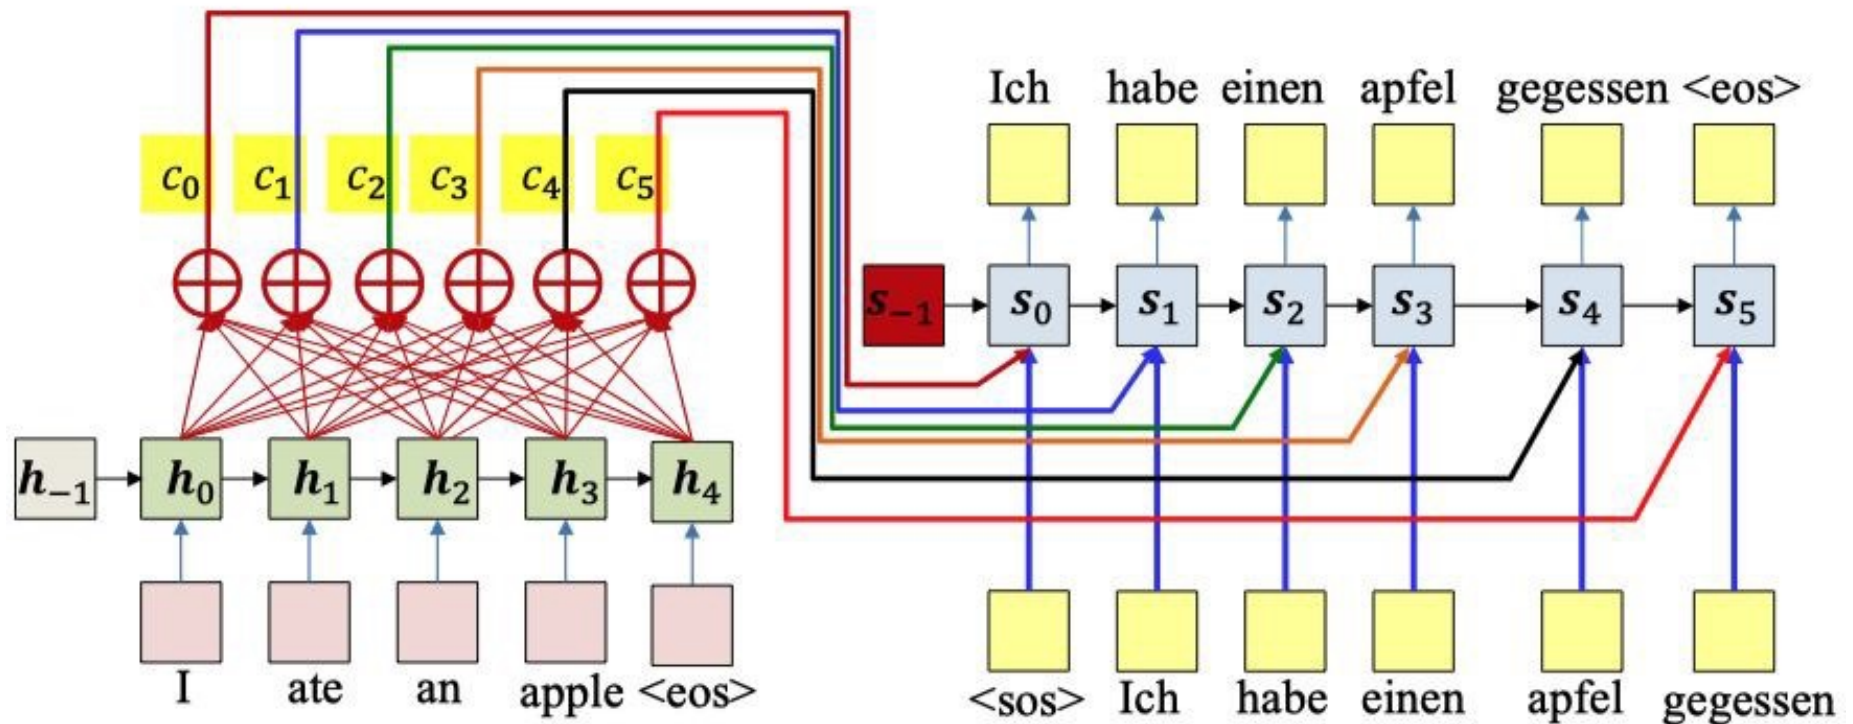 Ich habe einen apfel gegessen <eos>
c₀ c₁ c₂ c₃ c₄ c₅
s₋₁ s₀ s₁ s₂ s₃ s₄ s₅
h₋₁ h₀ h₁ h₂ h₃ h₄
I ate an apple <eos>
<sos> Ich habe einen apfel gegessen